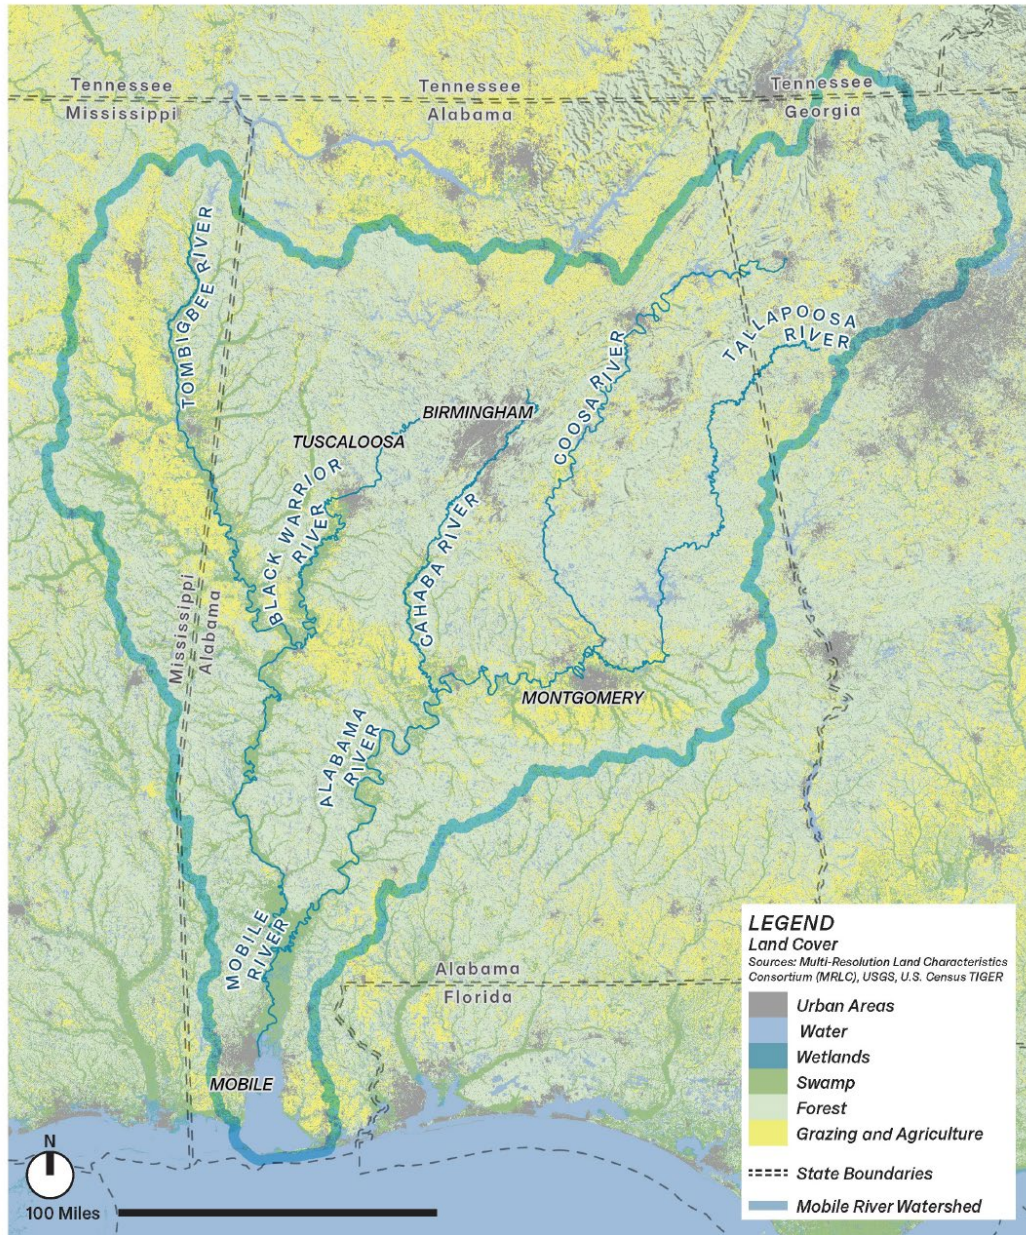 Tennessee
Mississippi
Tennessee
Alabama
Tennessee
Georgia
TOMBIGBEE RIVER
COOSA RIVER
TALLAPOOSA
RIVER
BIRMINGHAM
TUSCALOOSA
BLACK WARRIOR
RIVER
CAHABA RIVER
Mississippi
Alabama
MONTGOMERY
ALABAMA
RIVER
MOBILE
RIVER
Alabama
Florida
MOBILE
N
100 Miles
LEGEND
Land Cover
Sources: Multi-Resolution Land Characteristics
Consortium (MRLC), USGS, U.S. Census TIGER
Urban Areas
Water
Wetlands
Swamp
Forest
Grazing and Agriculture
State Boundaries
Mobile River Watershed